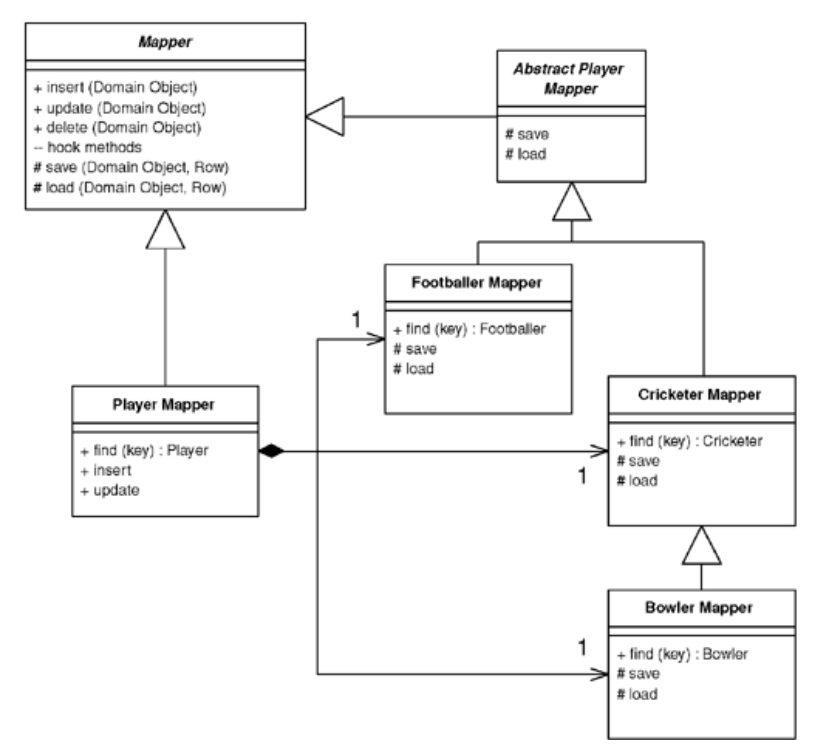 Mapper
+ insert (Domain Object)
+ update (Domain Object)
+ delete (Domain Object)
-- hook methods
# save (Domain Object, Row)
# load (Domain Object, Row)
Abstract Player
Mapper
# save
# load
Footballer Mapper
+ find (key) : Footballer
# save
# load
1
Player Mapper
+ find (key) : Player
+ insert
+ update
Cricketer Mapper
+ find (key) : Cricketer
# save
# load
1
Bowler Mapper
+ find (key) : Bowler
# save
# load
1